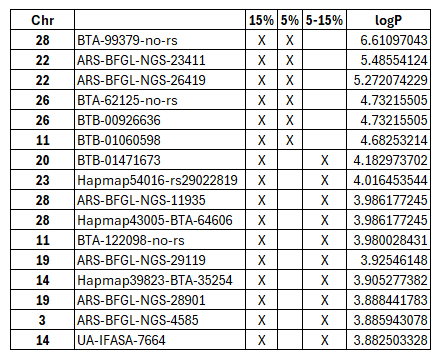 Chr 15% 5% 5-15% logP
28 BTA-99379-no-rs X X 6.61097043
22 ARS-BFGL-NGS-23411 X X 5.48554124
22 ARS-BFGL-NGS-26419 X X 5.272074229
26 BTA-62125-no-rs X X 4.73215505
26 BTB-00926636 X X 4.73215505
11 BTB-01060598 X X 4.68253214
20 BTB-01471673 X X 4.182973702
23 Hapmap54016-rs29022819 X X 4.016453544
28 ARS-BFGL-NGS-11935 X X 3.986177245
28 Hapmap43005-BTA-64606 X X 3.986177245
11 BTA-122098-no-rs X X 3.980028431
19 ARS-BFGL-NGS-29119 X X 3.92546148
14 Hapmap39823-BTA-35254 X X 3.905277382
19 ARS-BFGL-NGS-28901 X X 3.888441783
3 ARS-BFGL-NGS-4585 X X 3.885943078
14 UA-IFASA-7664 X X 3.882503328